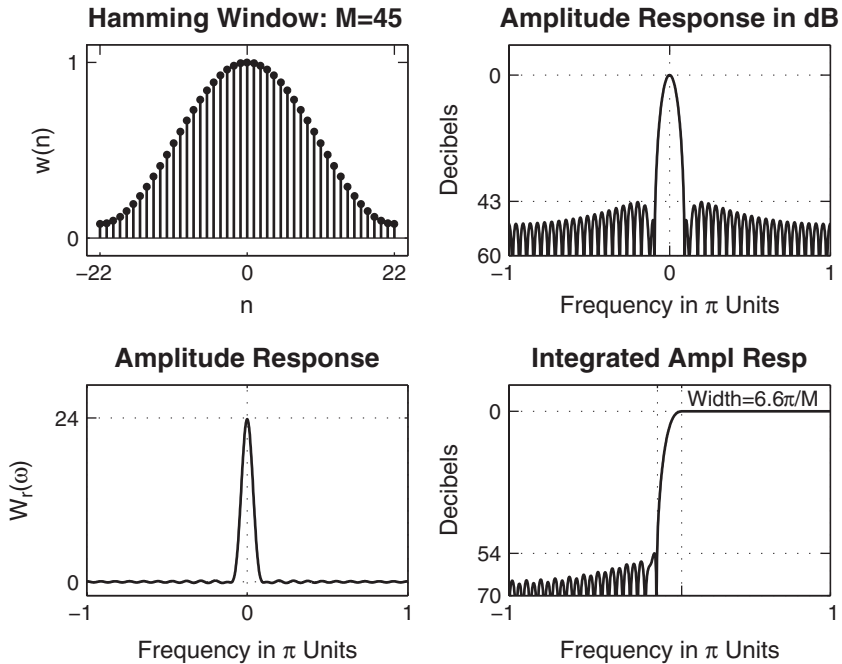 Hamming Window: M=45
w(n)
1
0
−22
0
22
n
Amplitude Response in dB
Decibels
0
43
60
−1
0
1
Frequency in π Units
Amplitude Response
Wr(ω)
24
0
−1
0
1
Frequency in π Units
Integrated Ampl Resp
Width=6.6π/M
Decibels
0
54
70
−1
0
1
Frequency in π Units